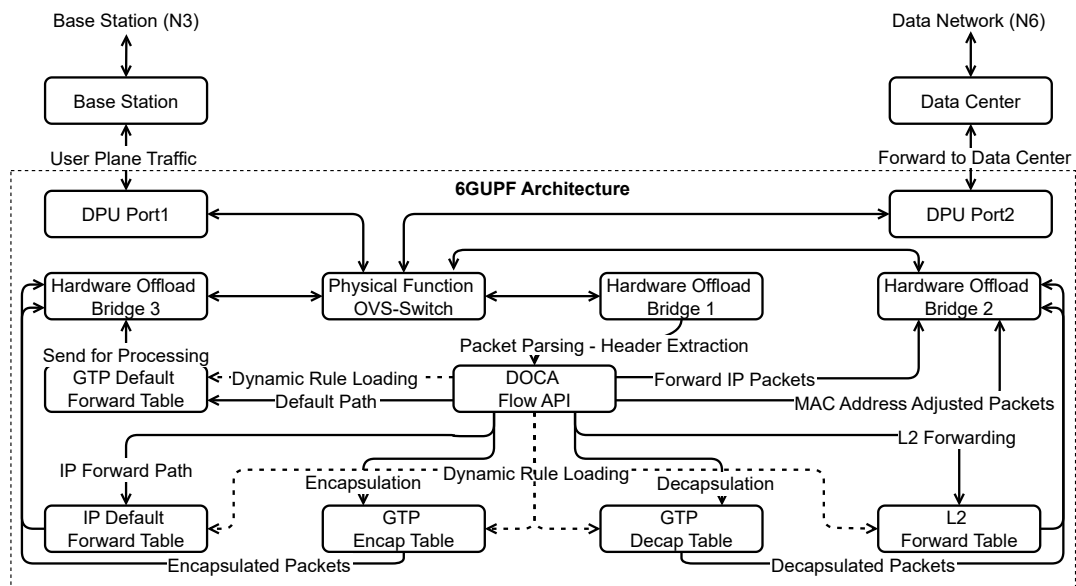 Base Station (N3)
Data Network (N6)
Base Station
Data Center
User Plane Traffic
Forward to Data Center
6GUPF Architecture
DPU Port1
DPU Port2
Hardware Offload
Bridge 3
Physical Function
OVS-Switch
Hardware Offload
Bridge 1
Hardware Offload
Bridge 2
Packet Parsing - Header Extraction
Send for Processing
GTP Default
Forward Table
Dynamic Rule Loading
Default Path
DOCA
Flow API
Forward IP Packets
MAC Address Adjusted Packets
L2 Forwarding
IP Forward Path
Encapsulation
Dynamic Rule Loading
Decapsulation
IP Default
Forward Table
GTP
Encap Table
GTP
Decap Table
L2
Forward Table
Encapsulated Packets
Decapsulated Packets